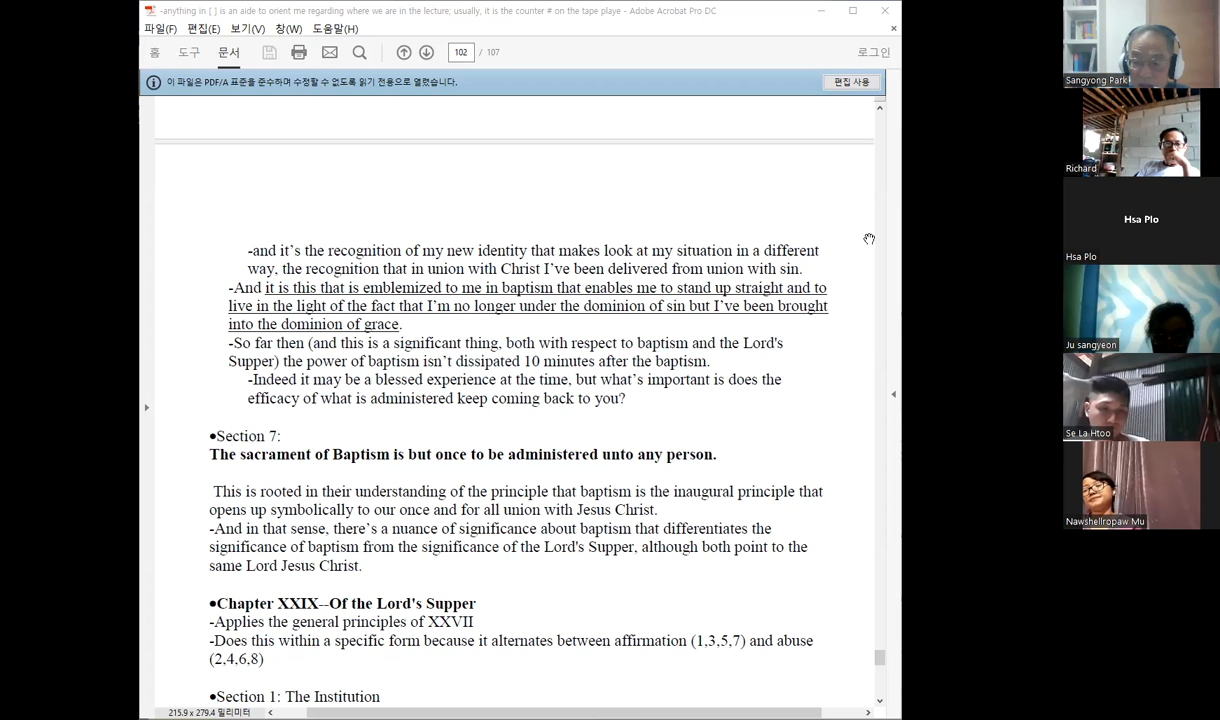 -anything in [ ] is an aide to orient me regarding where we are in the lecture; usually, it is the counter # on the tape playe - Adobe Acrobat Pro DC
파일(F) 편집(E) 보기(V) 창(W) 도움말(H)
홈 도구 문서 102 / 107 로그인
이 파일은 PDF/A 표준을 준수하며 수정할 수 없도록 읽기 전용으로 열렸습니다. 편집 사용
-and it's the recognition of my new identity that makes look at my situation in a different
way, the recognition that in union with Christ I've been delivered from union with sin.
-And it is this that is emblemized to me in baptism that enables me to stand up straight and to
live in the light of the fact that I'm no longer under the dominion of sin but I've been brought
into the dominion of grace.
-So far then (and this is a significant thing, both with respect to baptism and the Lord's
Supper) the power of baptism isn't dissipated 10 minutes after the baptism.
-Indeed it may be a blessed experience at the time, but what's important is does the
efficacy of what is administered keep coming back to you?
•Section 7:
The sacrament of Baptism is but once to be administered unto any person.
This is rooted in their understanding of the principle that baptism is the inaugural principle that
opens up symbolically to our once and for all union with Jesus Christ.
-And in that sense, there's a nuance of significance about baptism that differentiates the
significance of baptism from the significance of the Lord's Supper, although both point to the
same Lord Jesus Christ.
•Chapter XXIX--Of the Lord's Supper
-Applies the general principles of XXVII
-Does this within a specific form because it alternates between affirmation (1,3,5,7) and abuse
(2,4,6,8)
•Section 1: The Institution
215.9 x 279.4 밀리미터
Sangyong Park
Richard
Hsa Plo
Hsa Plo
Ju sangyeon
Se La Htoo
Nawshellropaw Mu